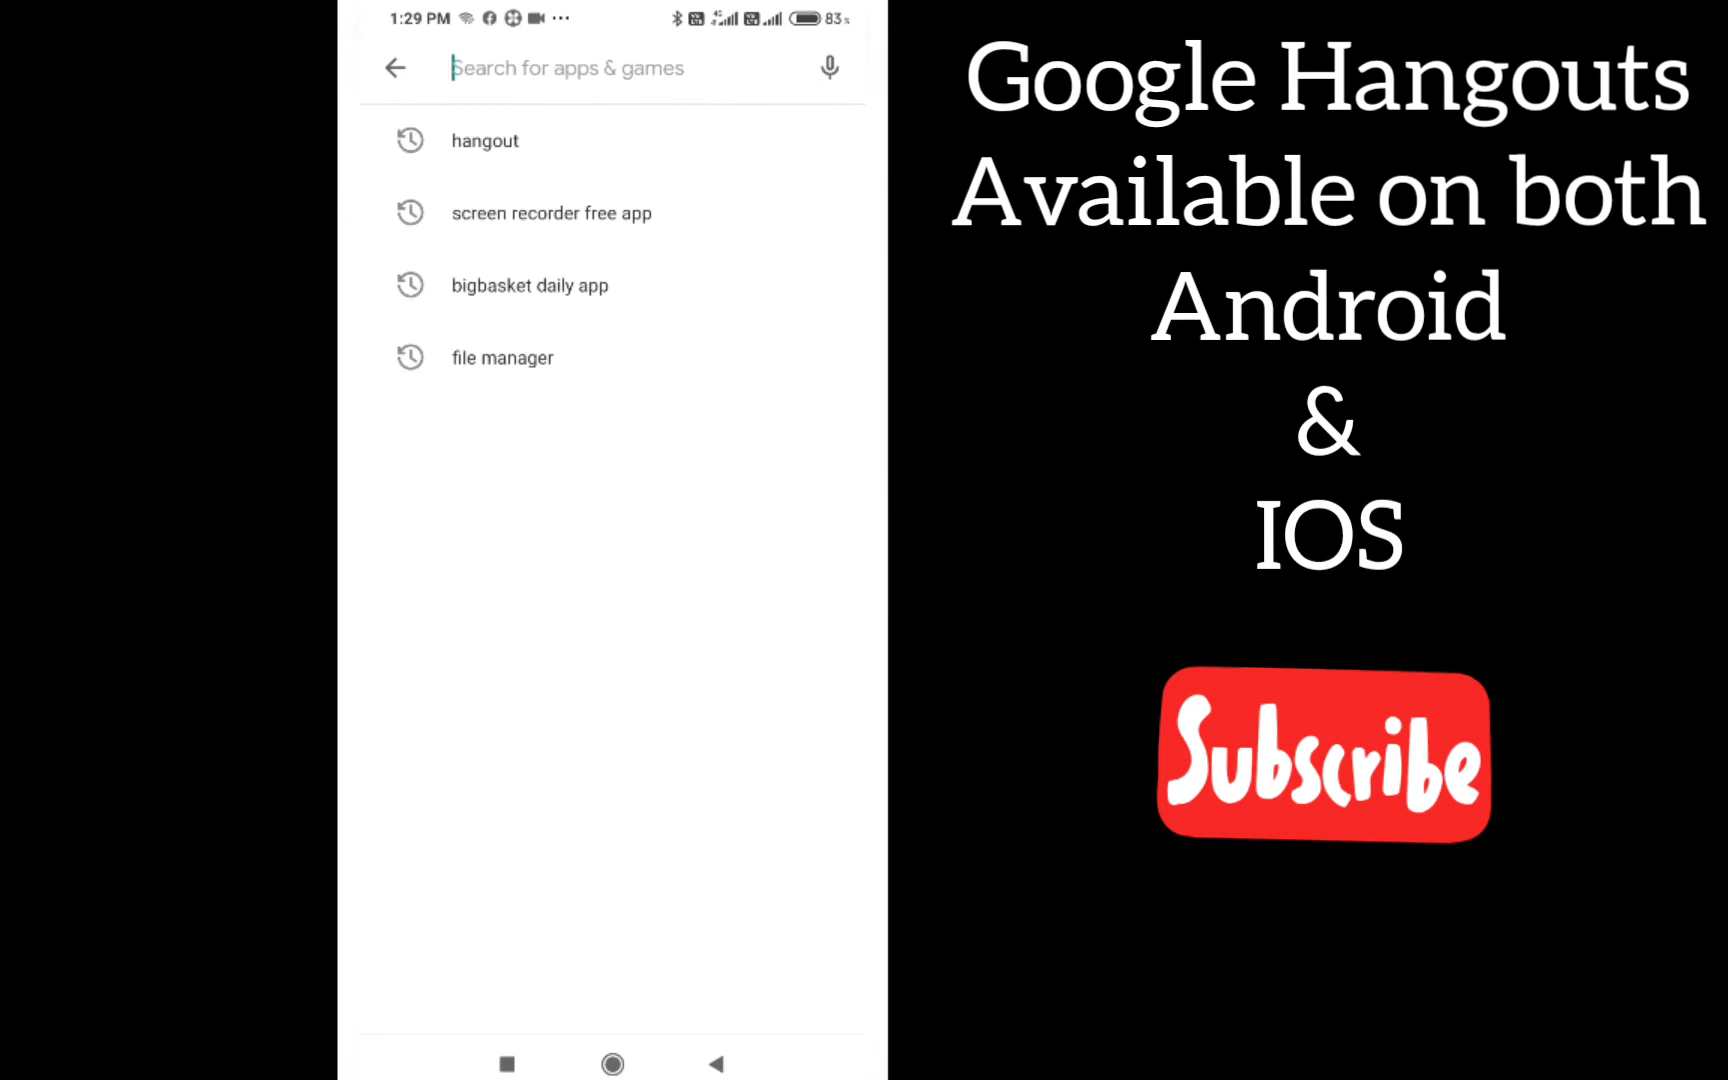 1:29 PM ... 83%
Search for apps & games
hangout
screen recorder free app
bigbasket daily app
file manager
Google Hangouts
Available on both
Android
&
IOS
Subscribe